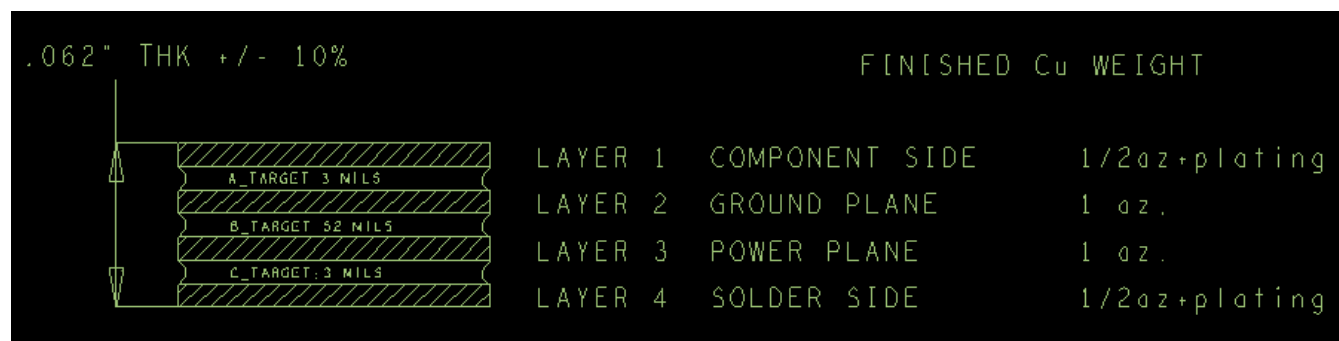 .062" THK +/- 10%
FINISHED Cu WEIGHT
LAYER 1 COMPONENT SIDE 1/2oz+plating
A_TARGET 3 MILS
LAYER 2 GROUND PLANE 1 oz.
B_TARGET 52 MILS
LAYER 3 POWER PLANE 1 oz.
C_TARGET:3 MILS
LAYER 4 SOLDER SIDE 1/2oz+plating